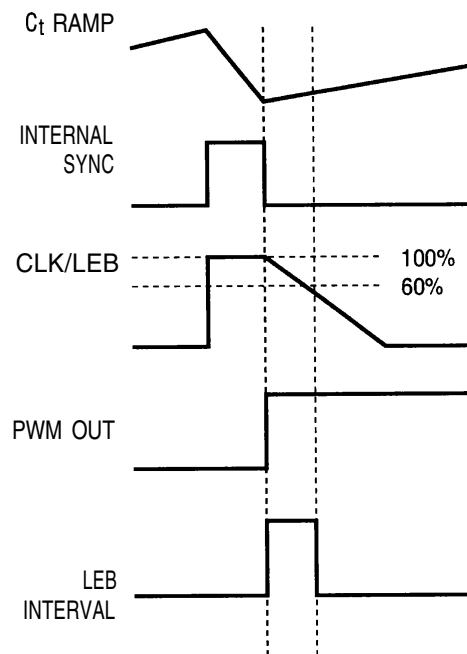 Ct RAMP
INTERNAL
SYNC
CLK/LEB
100%
60%
PWM OUT
LEB
INTERVAL